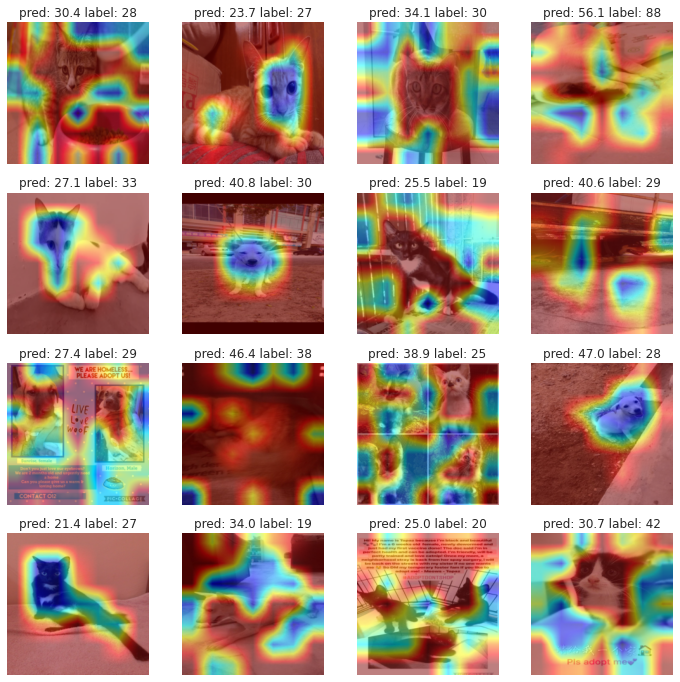 pred: 30.4 label: 28
pred: 23.7 label: 27
pred: 34.1 label: 30
pred: 56.1 label: 88
pred: 27.1 label: 33
pred: 40.8 label: 30
pred: 25.5 label: 19
pred: 40.6 label: 29
pred: 27.4 label: 29
pred: 46.4 label: 38
pred: 38.9 label: 25
pred: 47.0 label: 28
WE ARE HOMELESS...
PLEASE ADOPT US!
LIVE
LOVE
WOOF
CONTACT US
pred: 21.4 label: 27
pred: 34.0 label: 19
pred: 25.0 label: 20
pred: 30.7 label: 42
Pls adopt me